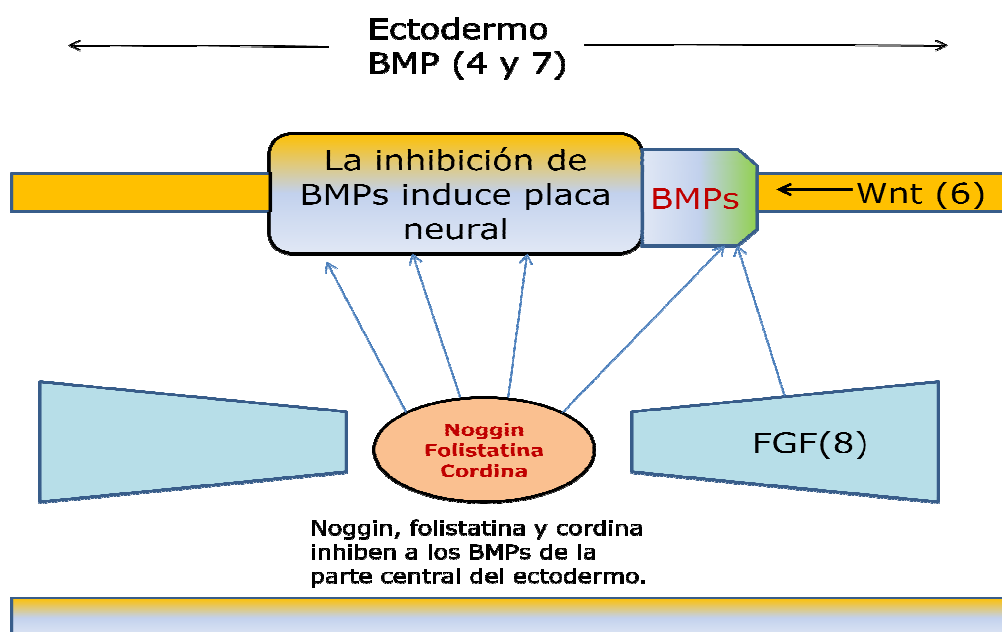 Ectodermo
BMP (4 y 7)
La inhibición de
BMPs induce placa
neural
BMPs
Wnt (6)
Noggin
Folistatina
Cordina
FGF(8)
Noggin, folistatina y cordina
inhiben a los BMPs de la
parte central del ectodermo.